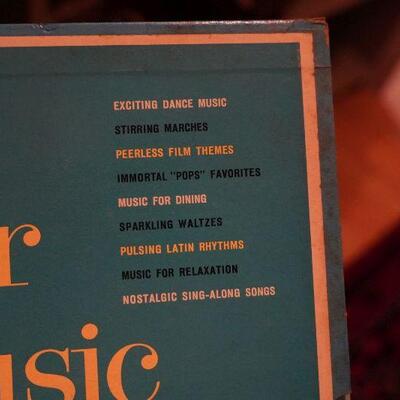 EXCITING DANCE MUSIC
STIRRING MARCHES
PEERLESS FILM THEMES
IMMORTAL "POPS" FAVORITES
MUSIC FOR DINING
SPARKLING WALTZES
PULSING LATIN RHYTHMS
MUSIC FOR RELAXATION
NOSTALGIC SING-ALONG SONGS
r
usic